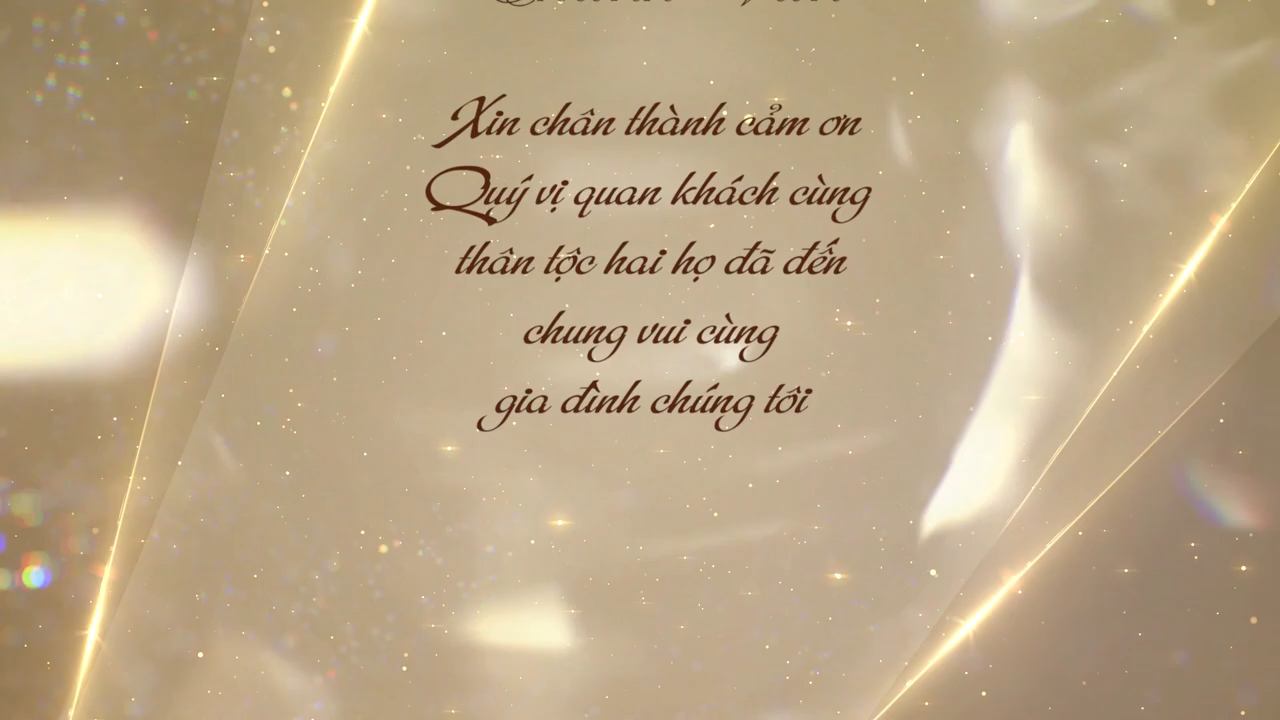 Xin chân thành cảm ơn
Quý vị quan khách cùng
thân tộc hai họ đã đến
chung vui cùng
gia đình chúng tôi